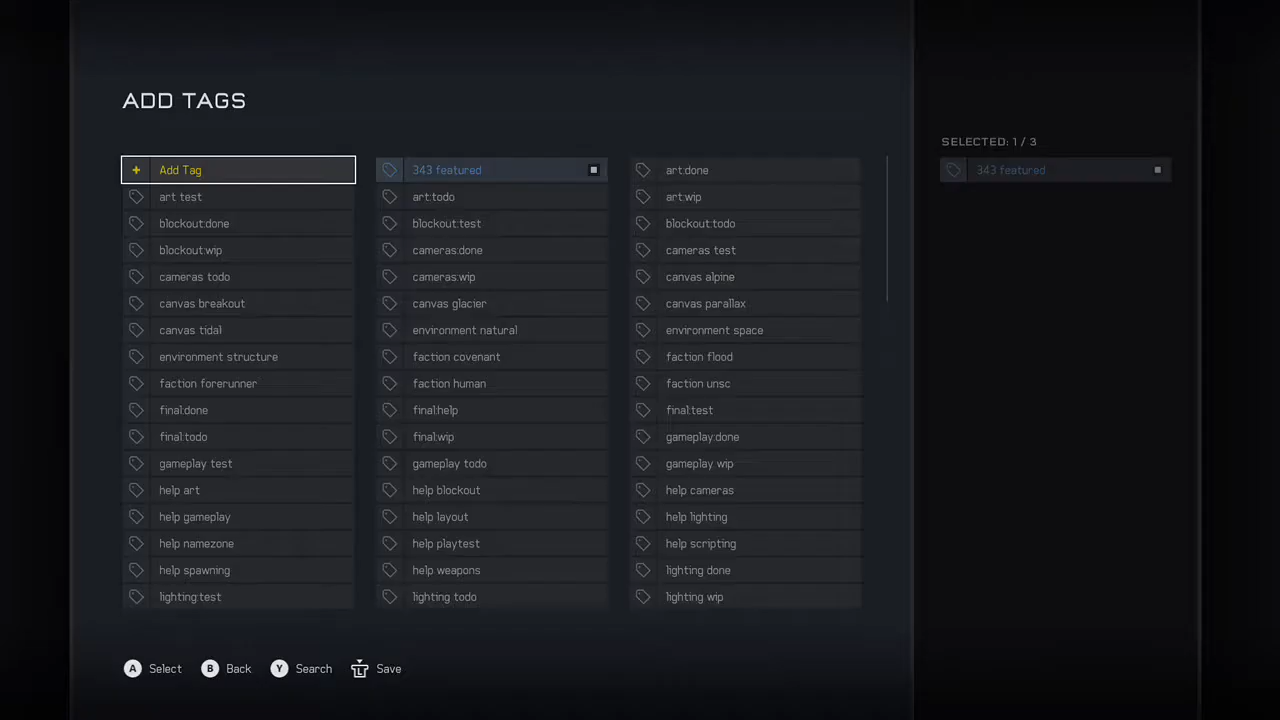 ADD TAGS
SELECTED: 1 / 3
+ Add Tag
343 featured
art:done
343 featured
art test
art:todo
art:wip
blockout:done
blockout:test
blockout:todo
blockout:wip
cameras:done
cameras test
cameras todo
cameras:wip
canvas alpine
canvas breakout
canvas glacier
canvas parallax
canvas tidal
environment natural
environment space
environment structure
faction covenant
faction flood
faction forerunner
faction human
faction unsc
final:done
final:help
final:test
final:todo
final:wip
gameplay:done
gameplay test
gameplay todo
gameplay wip
help art
help blockout
help cameras
help gameplay
help layout
help lighting
help namezone
help playtest
help scripting
help spawning
help weapons
lighting done
lighting:test
lighting todo
lighting wip
A Select B Back Y Search LT Save